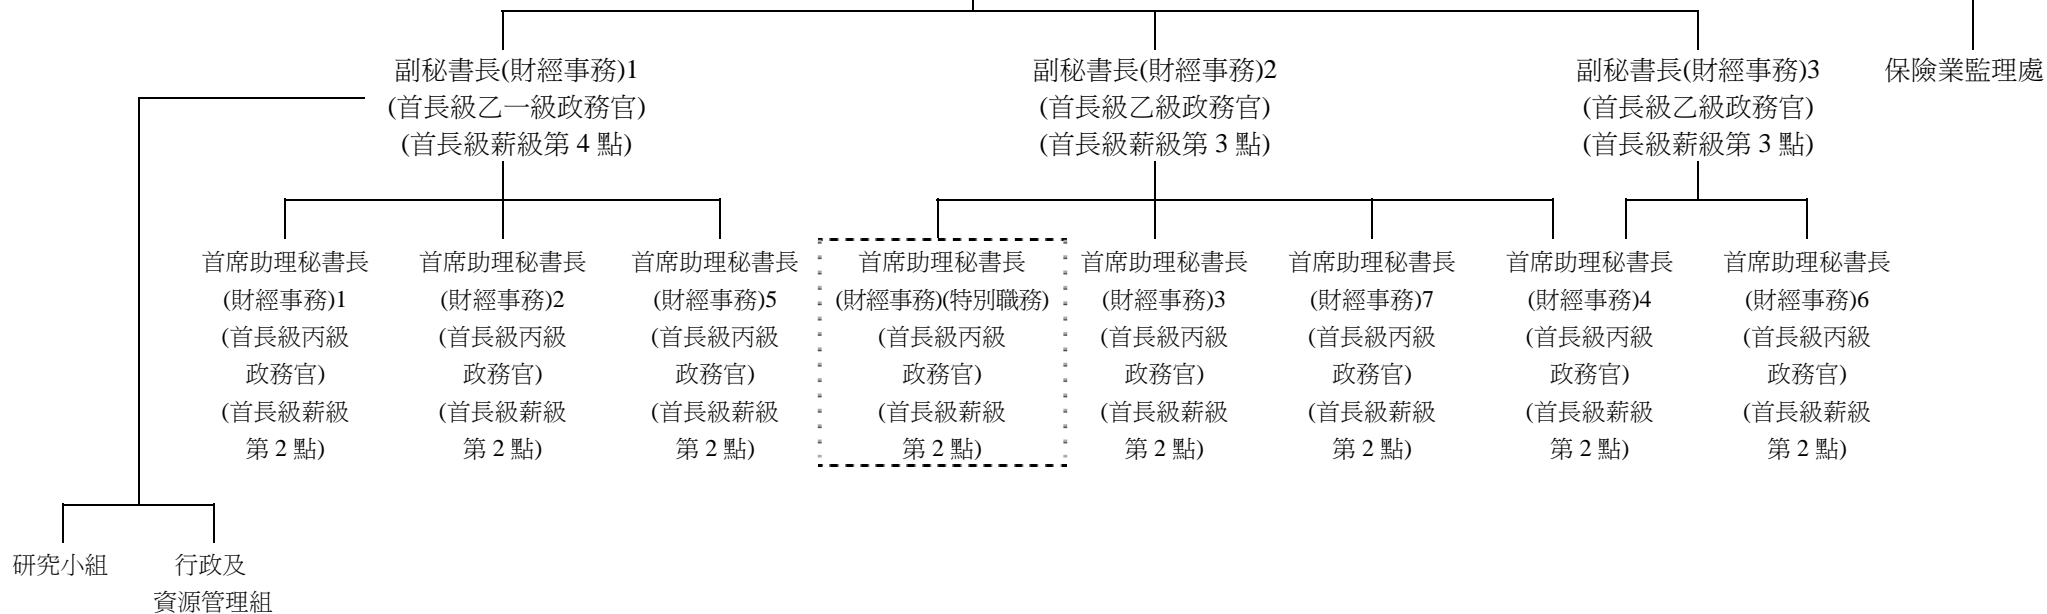 副秘書長(財經事務)1
(首長級乙一級政務官)
(首長級薪級第 4 點)
副秘書長(財經事務)2
(首長級乙級政務官)
(首長級薪級第 3 點)
副秘書長(財經事務)3
(首長級乙級政務官)
(首長級薪級第 3 點)
保險業監理處
首席助理秘書長
(財經事務)1
(首長級丙級
政務官)
(首長級薪級
第 2 點)
首席助理秘書長
(財經事務)2
(首長級丙級
政務官)
(首長級薪級
第 2 點)
首席助理秘書長
(財經事務)5
(首長級丙級
政務官)
(首長級薪級
第 2 點)
首席助理秘書長
(財經事務)(特別職務)
(首長級丙級
政務官)
(首長級薪級
第 2 點)
首席助理秘書長
(財經事務)3
(首長級丙級
政務官)
(首長級薪級
第 2 點)
首席助理秘書長
(財經事務)7
(首長級丙級
政務官)
(首長級薪級
第 2 點)
首席助理秘書長
(財經事務)4
(首長級丙級
政務官)
(首長級薪級
第 2 點)
首席助理秘書長
(財經事務)6
(首長級丙級
政務官)
(首長級薪級
第 2 點)
研究小組
行政及
資源管理組